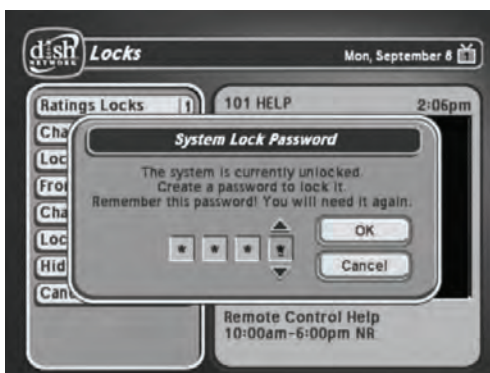 dish
NETWORK
Locks
Mon, September 8
Ratings Locks 1
101 HELP
2:06pm
Cha
Loc
Fro
Cha
Loc
Hid
Can
System Lock Password
The system is currently unlocked.
Create a password to lock it.
Remember this password! You will need it again.
* * * *
OK
Cancel
Remote Control Help
10:00am-6:00pm NR